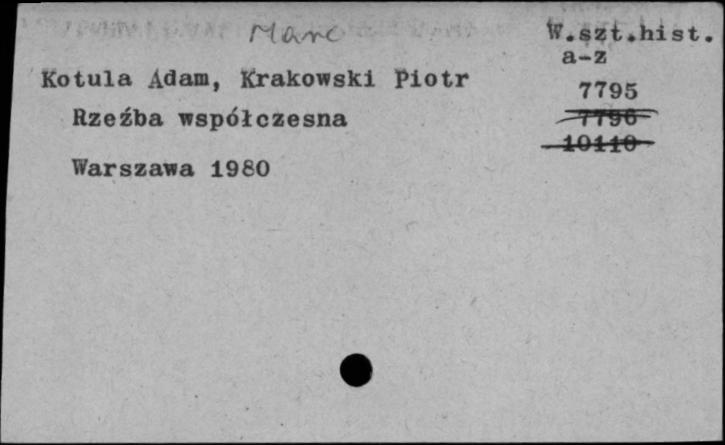 Marc
W.szt.hist.
a-z
Kotula Adam, Krakowski Piotr
7795
Rzeźba współczesna
7796
10110
Warszawa 1980